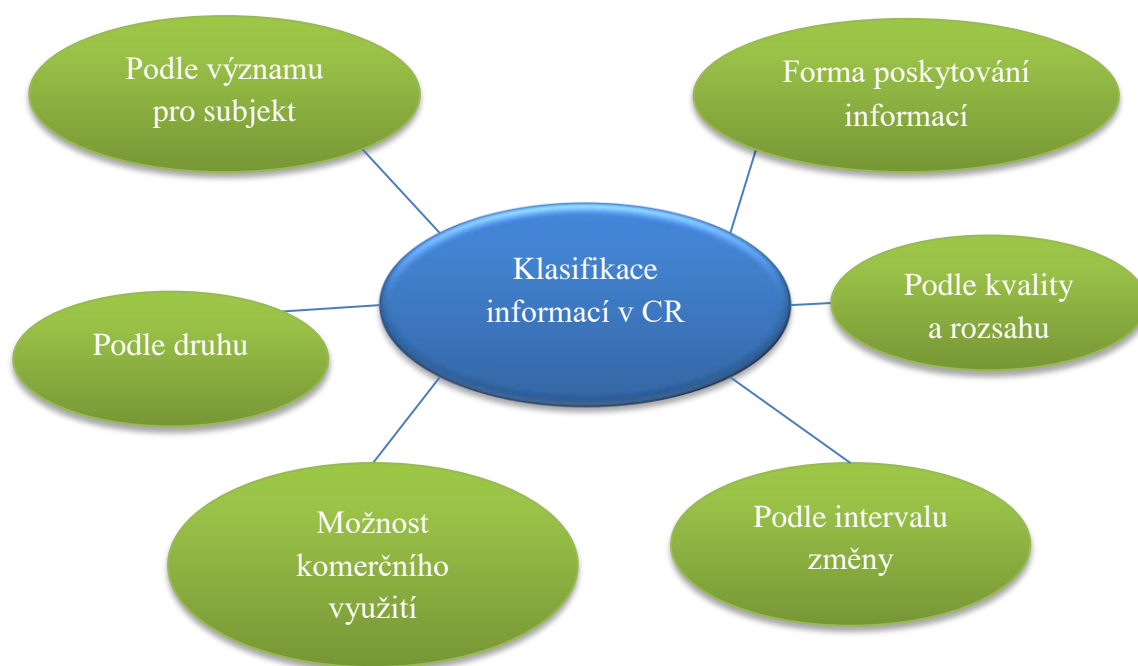 Podle významu
pro subjekt
Forma poskytování
informací
Klasifikace
informací v CR
Podle kvality
a rozsahu
Podle druhu
Možnost
komerčního
využití
Podle intervalu
změny